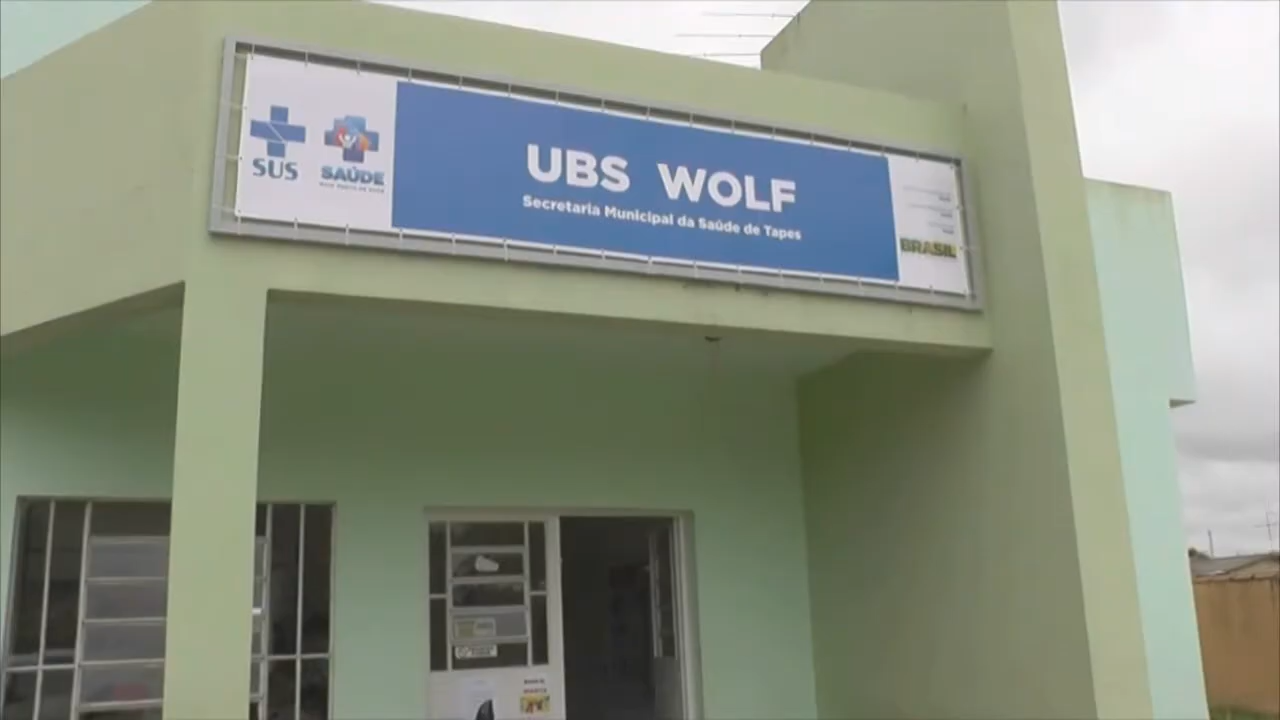 SUS
SAÚDE
UBS WOLF
Secretaria Municipal da Saúde de Tapes
BRASIL